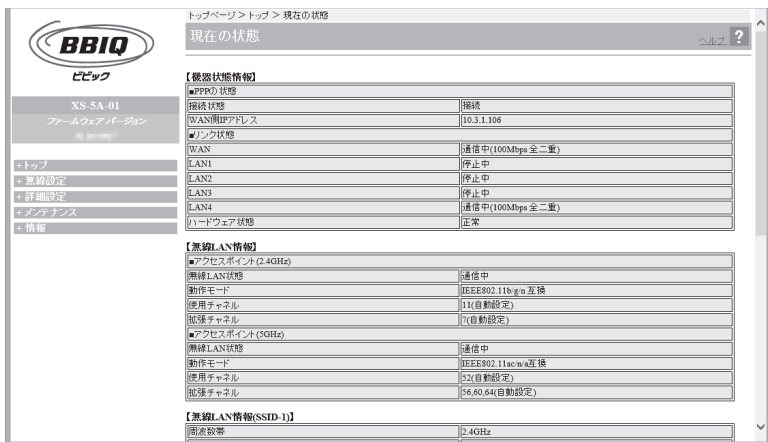 トップページ > トップ > 現在の状態
BBIQ
ビビック
現在の状態
ヘルプ ?
XS-5A-01
ファームウェアバージョン
+トップ
+ 無線設定
+ 詳細設定
+ メンテナンス
+ 情報
【機器状態情報】
■PPPの状態
接続状態 接続
WAN側IPアドレス 10.3.1.106
■リンク状態
WAN 通信中(100Mbps 全二重)
LAN1 停止中
LAN2 停止中
LAN3 停止中
LAN4 通信中(100Mbps 全二重)
ハードウェア状態 正常
【無線LAN情報】
■アクセスポイント(2.4GHz)
無線LAN状態 通信中
動作モード IEEE802.11b/g/n 互換
使用チャネル 11(自動設定)
拡張チャネル 7(自動設定)
■アクセスポイント(5GHz)
無線LAN状態 通信中
動作モード IEEE802.11ac/n/a互換
使用チャネル 52(自動設定)
拡張チャネル 56,60,64(自動設定)
【無線LAN情報(SSID-1)】
周波数帯 2.4GHz